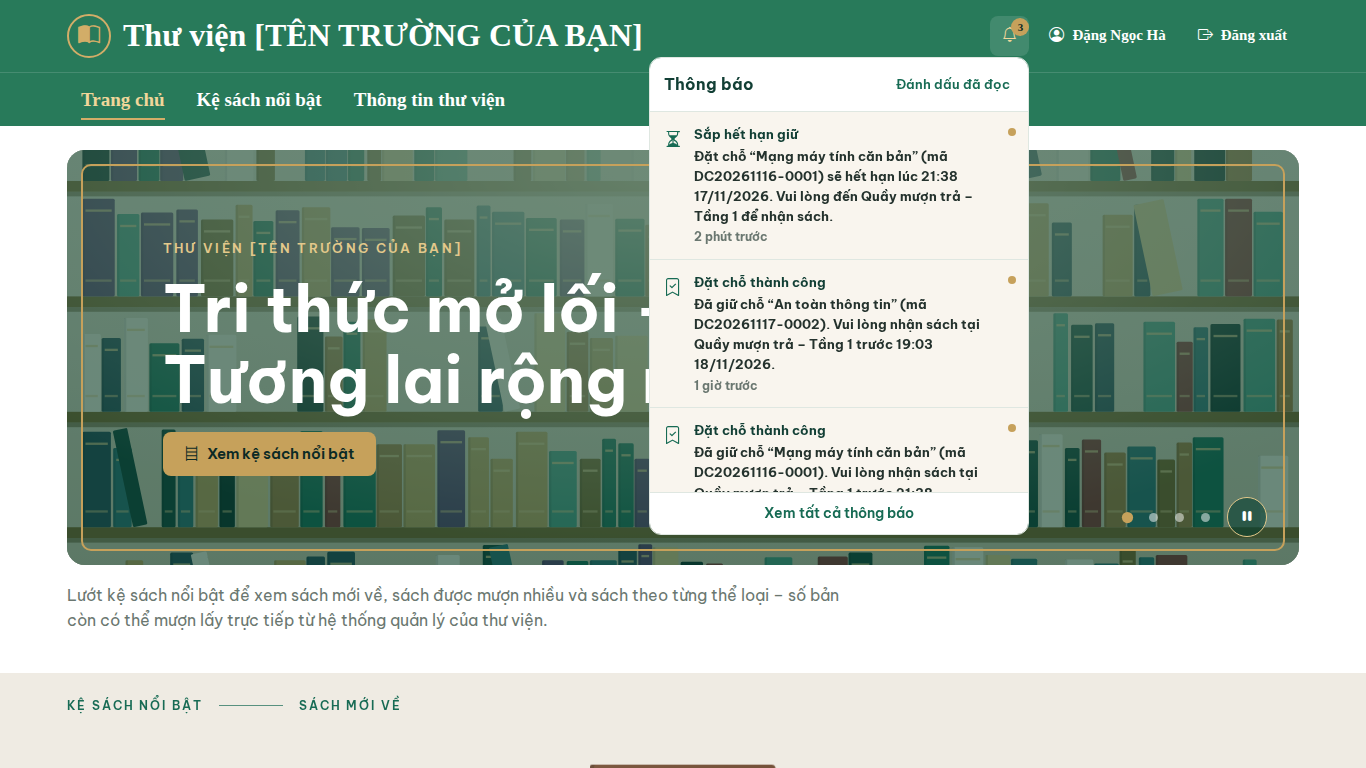 Thư viện [TÊN TRƯỜNG CỦA BẠN]
3
Đặng Ngọc Hà
Đăng xuất
Trang chủ
Kệ sách nổi bật
Thông tin thư viện
Thông báo
Đánh dấu đã đọc
Sắp hết hạn giữ
Đặt chỗ “Mạng máy tính căn bản” (mã
DC20261116-0001) sẽ hết hạn lúc 21:38
17/11/2026. Vui lòng đến Quầy mượn trả –
Tầng 1 để nhận sách.
2 phút trước
Đặt chỗ thành công
Đã giữ chỗ “An toàn thông tin” (mã
DC20261117-0002). Vui lòng nhận sách tại
Quầy mượn trả – Tầng 1 trước 19:03
18/11/2026.
1 giờ trước
Đặt chỗ thành công
Đã giữ chỗ “Mạng máy tính căn bản” (mã
DC20261116-0001). Vui lòng nhận sách tại
Quầy mượn trả – Tầng 1 trước 21:38
Xem tất cả thông báo
THƯ VIỆN [TÊN TRƯỜNG CỦA BẠN]
Tri thức mở lối
Tương lai rộng
Xem kệ sách nổi bật
Lướt kệ sách nổi bật để xem sách mới về, sách được mượn nhiều và sách theo từng thể loại – số bản
còn có thể mượn lấy trực tiếp từ hệ thống quản lý của thư viện.
KỆ SÁCH NỔI BẬT
SÁCH MỚI VỀ